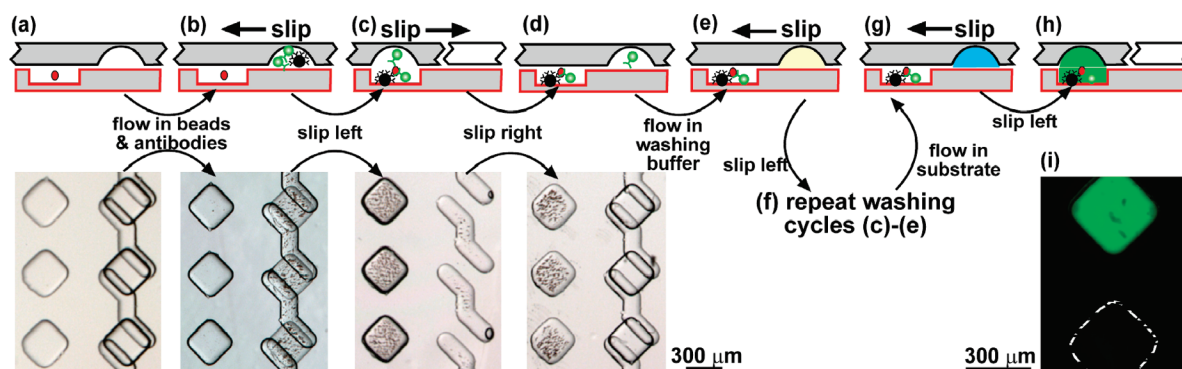 (a)
(b) slip
(c) slip
(d)
(e) slip
(g) slip
(h)
flow in beads
& antibodies
slip left
slip right
flow in
washing
buffer
slip left
flow in
substrate
slip left
(f) repeat washing
cycles (c)-(e)
(i)
300 μm
300 μm